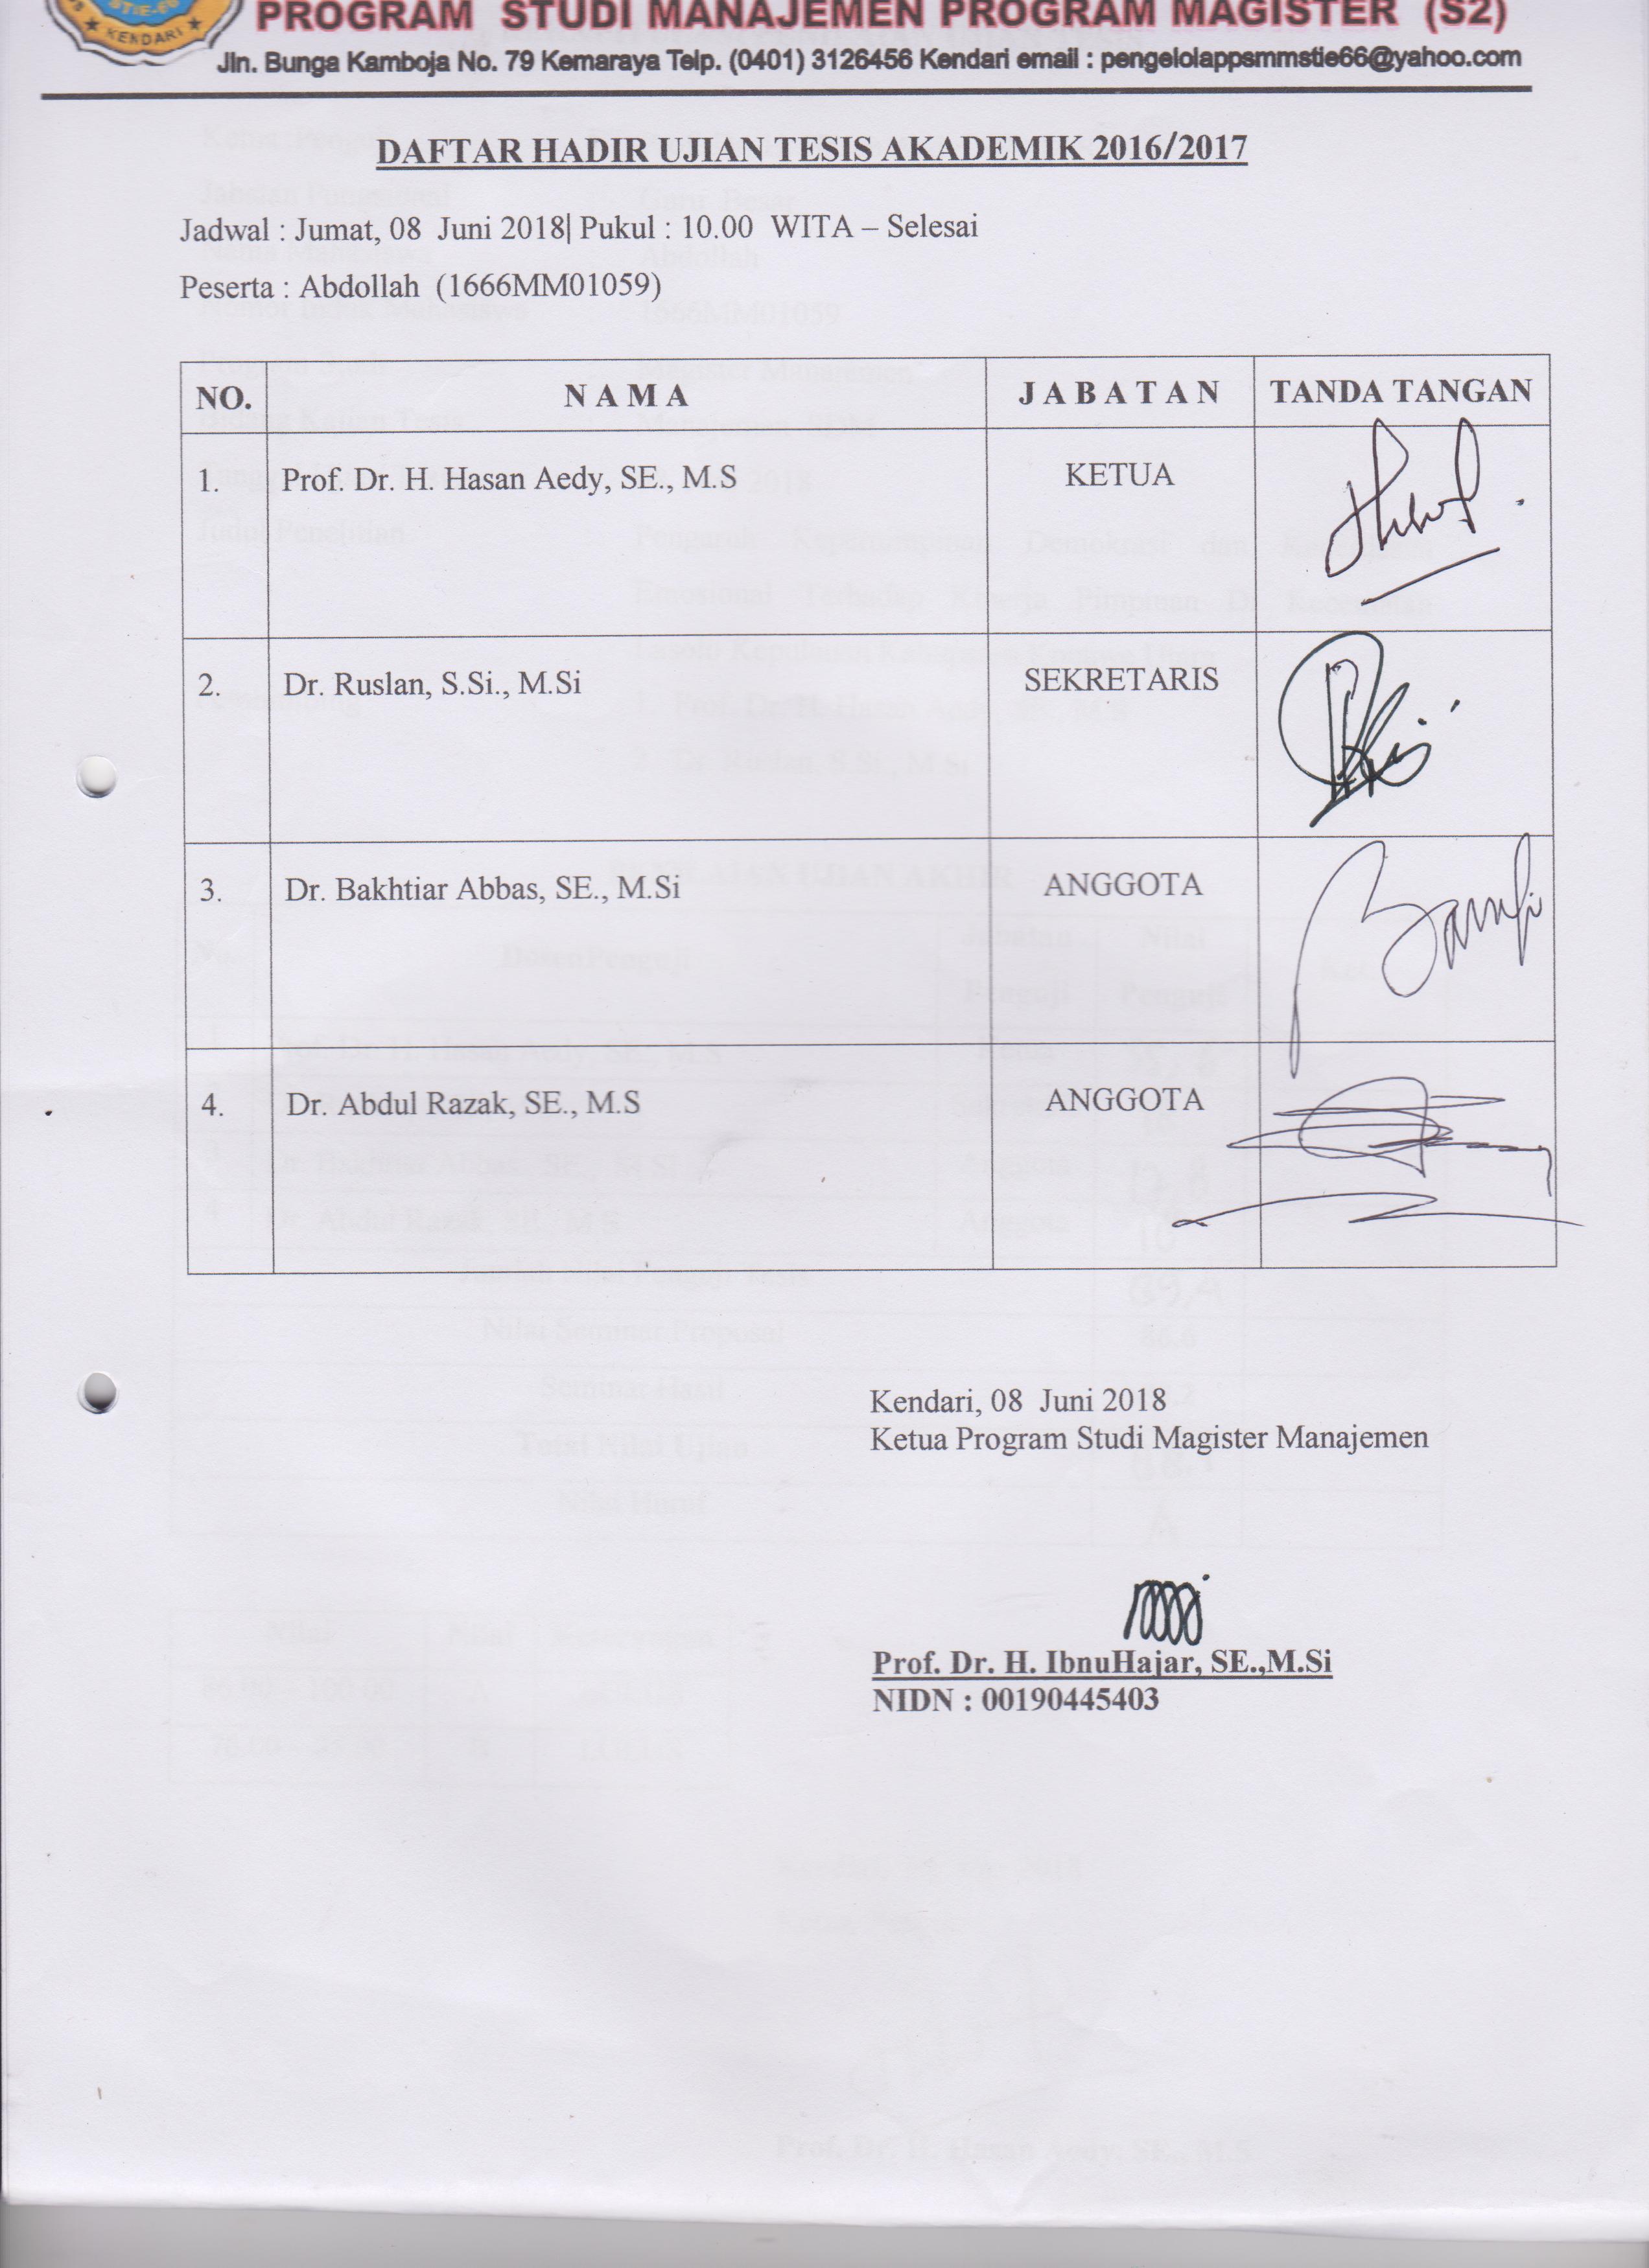 PROGRAM STUDI MANAJEMEN PROGRAM MAGISTER (S2)
STIE-66
KENDARI
Jln. Bunga Kamboja No. 79 Kemaraya Telp. (0401) 3126456 Kendari email : pengelolappsmmstie66@yahoo.com
DAFTAR HADIR UJIAN TESIS AKADEMIK 2016/2017
Jadwal : Jumat, 08 Juni 2018| Pukul : 10.00 WITA – Selesai
Peserta : Abdollah (1666MM01059)
NO. N A M A J A B A T A N TANDA TANGAN
1. Prof. Dr. H. Hasan Aedy, SE., M.S KETUA
2. Dr. Ruslan, S.Si., M.Si SEKRETARIS
3. Dr. Bakhtiar Abbas, SE., M.Si ANGGOTA
4. Dr. Abdul Razak, SE., M.S ANGGOTA
Kendari, 08 Juni 2018
Ketua Program Studi Magister Manajemen
Prof. Dr. H. IbnuHajar, SE.,M.Si
NIDN : 00190445403